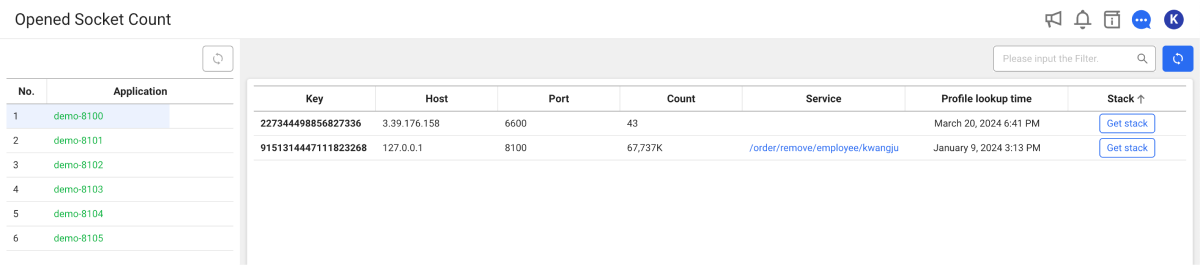 Opened Socket Count
K
Please input the Filter.
No. Application
1 demo-8100
2 demo-8101
3 demo-8102
4 demo-8103
5 demo-8104
6 demo-8105
Key Host Port Count Service Profile lookup time Stack
227344498856827336 3.39.176.158 6600 43 March 20, 2024 6:41 PM Get stack
9151314447111823268 127.0.0.1 8100 67,737K /order/remove/employee/kwangju January 9, 2024 3:13 PM Get stack